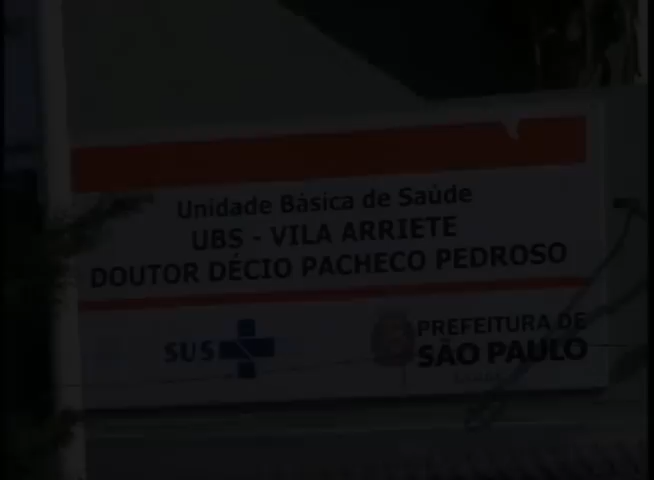 Unidade Básica de Saúde
UBS - VILA ARRIETE
DOUTOR DÉCIO PACHECO PEDROSO
SUS
PREFEITURA DE
SÃO PAULO